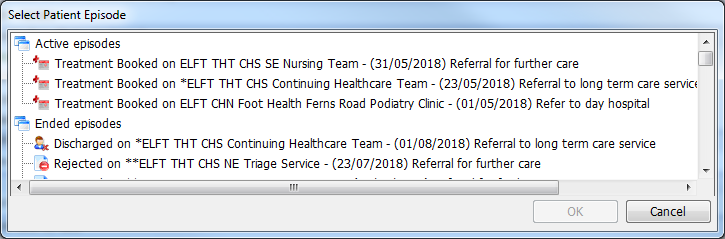 Select Patient Episode
Active episodes
Treatment Booked on ELFT THT CHS SE Nursing Team - (31/05/2018) Referral for further care
Treatment Booked on *ELFT THT CHS Continuing Healthcare Team - (23/05/2018) Referral to long term care service
Treatment Booked on ELFT CHN Foot Health Ferns Road Podiatry Clinic - (01/05/2018) Refer to day hospital
Ended episodes
Discharged on *ELFT THT CHS Continuing Healthcare Team - (01/08/2018) Referral to long term care service
Rejected on **ELFT THT CHS NE Triage Service - (23/07/2018) Referral for further care
OK Cancel